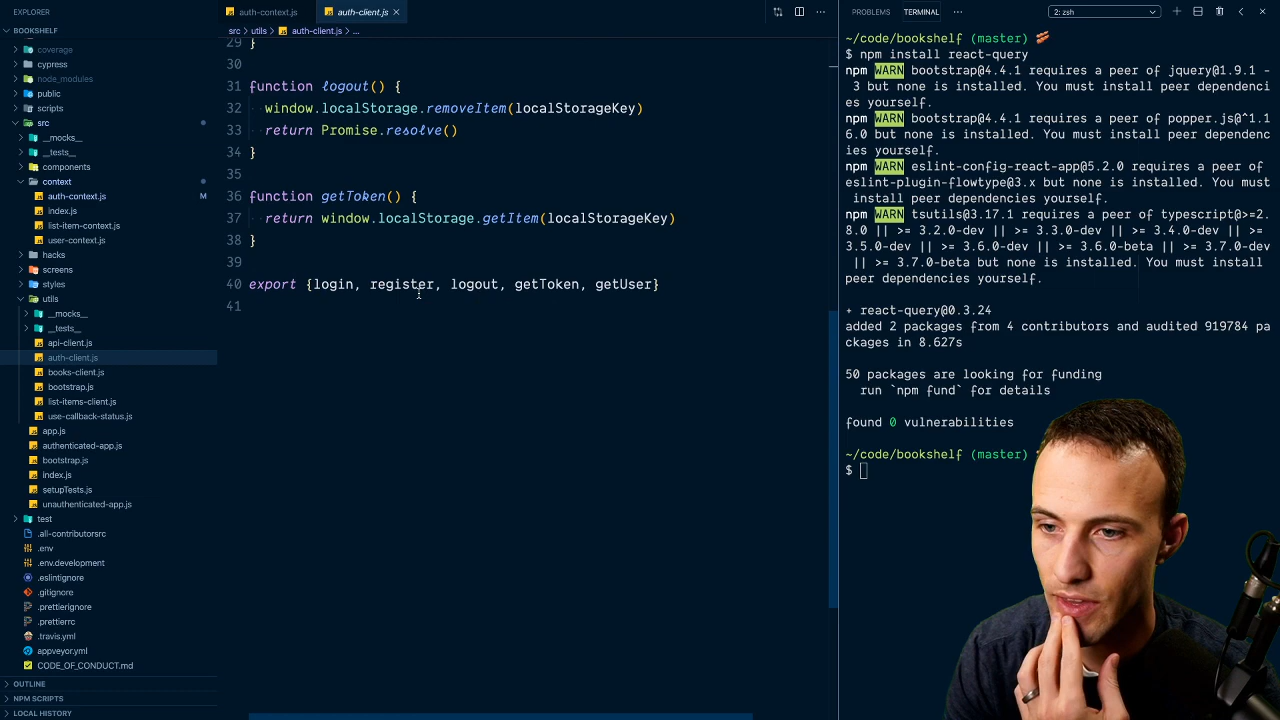 EXPLORER
BOOKSHELF
coverage
cypress
node_modules
public
scripts
src
__mocks__
__tests__
components
context
auth-context.js M
index.js
list-item-context.js
user-context.js
hacks
screens
styles
utils
__mocks__
__tests__
api-client.js
auth-client.js
books-client.js
bootstrap.js
list-items-client.js
use-callback-status.js
app.js
authenticated-app.js
bootstrap.js
index.js
setupTests.js
unauthenticated-app.js
test
.all-contributorsrc
.env
.env.development
.eslintignore
.gitignore
.prettierignore
.prettierrc
.travis.yml
appveyor.yml
CODE_OF_CONDUCT.md
OUTLINE
NPM SCRIPTS
LOCAL HISTORY
auth-context.js
auth-client.js
src > utils > auth-client.js > ...
29 }
30
31 function logout() {
32 window.localStorage.removeItem(localStorageKey)
33 return Promise.resolve()
34 }
35
36 function getToken() {
37 return window.localStorage.getItem(localStorageKey)
38 }
39
40 export {login, register, logout, getToken, getUser}
41
PROBLEMS TERMINAL ... 2: zsh
~/code/bookshelf (master)
$ npm install react-query
npm WARN bootstrap@4.4.1 requires a peer of jquery@1.9.1 -
3 but none is installed. You must install peer dependenci
es yourself.
npm WARN bootstrap@4.4.1 requires a peer of popper.js@^1.1
6.0 but none is installed. You must install peer dependenc
ies yourself.
npm WARN eslint-config-react-app@5.2.0 requires a peer of
eslint-plugin-flowtype@3.x but none is installed. You must
install peer dependencies yourself.
npm WARN tsutils@3.17.1 requires a peer of typescript@>=2.
8.0 || >= 3.2.0-dev || >= 3.3.0-dev || >= 3.4.0-dev || >=
3.5.0-dev || >= 3.6.0-dev || >= 3.6.0-beta || >= 3.7.0-dev
|| >= 3.7.0-beta but none is installed. You must install
peer dependencies yourself.
+ react-query@0.3.24
added 2 packages from 4 contributors and audited 919784 pa
ckages in 8.627s
50 packages are looking for funding
run `npm fund` for details
found 0 vulnerabilities
~/code/bookshelf (master)
$